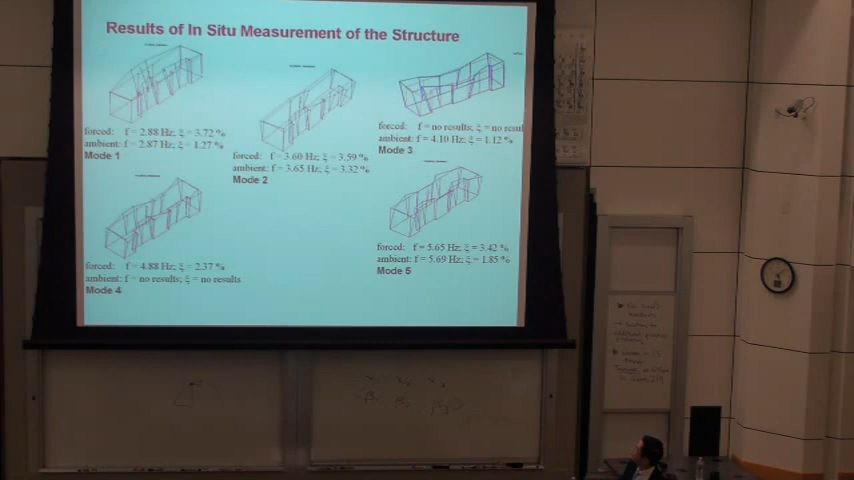 Results of In Situ Measurement of the Structure
forced: f = 2.88 Hz; ξ = 3.72 %
ambient: f = 2.87 Hz; ξ = 1.27 %
Mode 1
forced: f = 3.60 Hz; ξ = 3.59 %
ambient: f = 3.65 Hz; ξ = 3.32 %
Mode 2
forced: f = no results; ξ = no resul
ambient: f = 4.10 Hz; ξ = 1.12 %
Mode 3
forced: f = 4.88 Hz; ξ = 2.37 %
ambient: f = no results; ξ = no results
Mode 4
forced: f = 5.65 Hz; ξ = 3.42 %
ambient: f = 5.69 Hz; ξ = 1.85 %
Mode 5